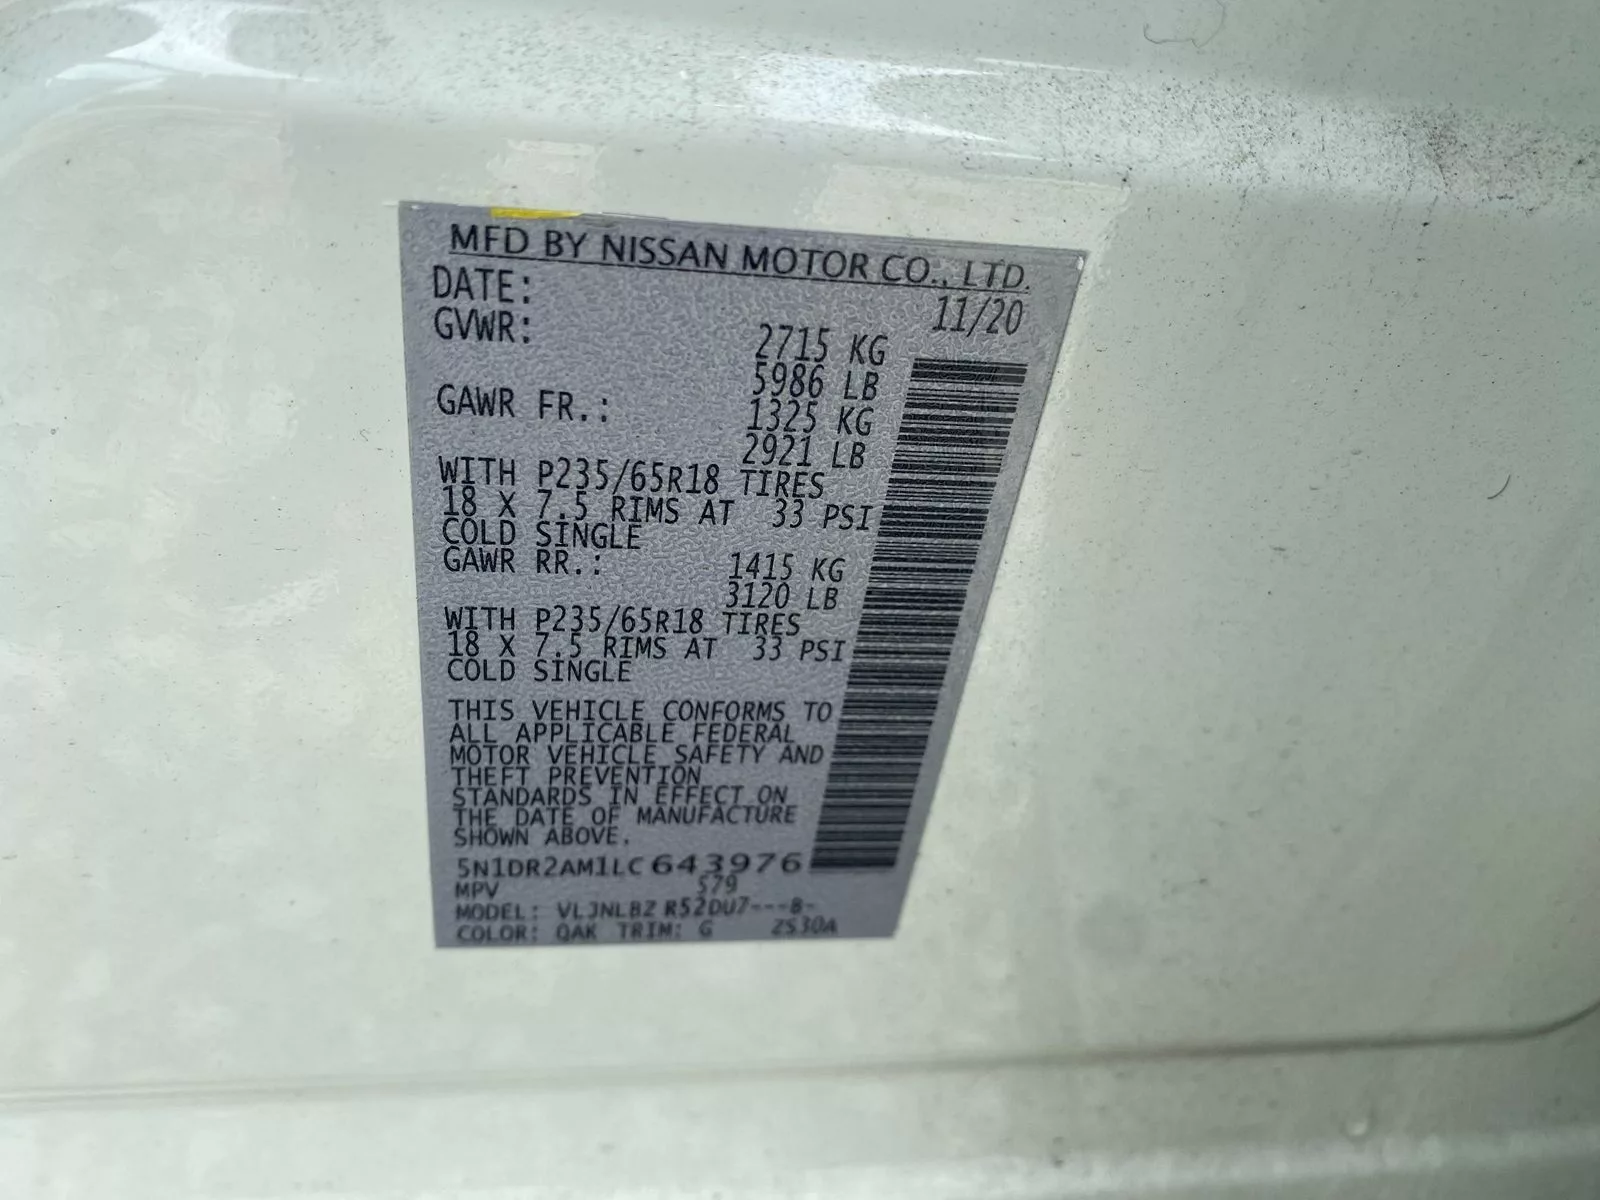 MFD BY NISSAN MOTOR CO., LTD.
DATE: 11/20
GVWR: 2715 KG
5986 LB
GAWR FR.: 1325 KG
2921 LB
WITH P235/65R18 TIRES
18 X 7.5 RIMS AT 33 PSI
COLD SINGLE
GAWR RR.: 1415 KG
3120 LB
WITH P235/65R18 TIRES
18 X 7.5 RIMS AT 33 PSI
COLD SINGLE
THIS VEHICLE CONFORMS TO
ALL APPLICABLE FEDERAL
MOTOR VEHICLE SAFETY AND
THEFT PREVENTION
STANDARDS IN EFFECT ON
THE DATE OF MANUFACTURE
SHOWN ABOVE.
5N1DR2AM1LC643976
MPV 579
MODEL: VLJNLBZ R52DU7---8-
COLOR: QAK TRIM: G ZS30A